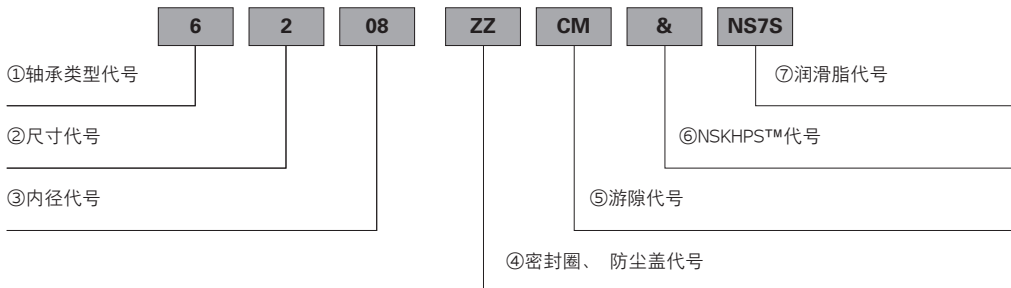 6 2 08 ZZ CM & NS7S
①轴承类型代号 ⑦润滑脂代号
②尺寸代号 ⑥NSKHPS™代号
③内径代号 ⑤游隙代号
④密封圈、 防尘盖代号